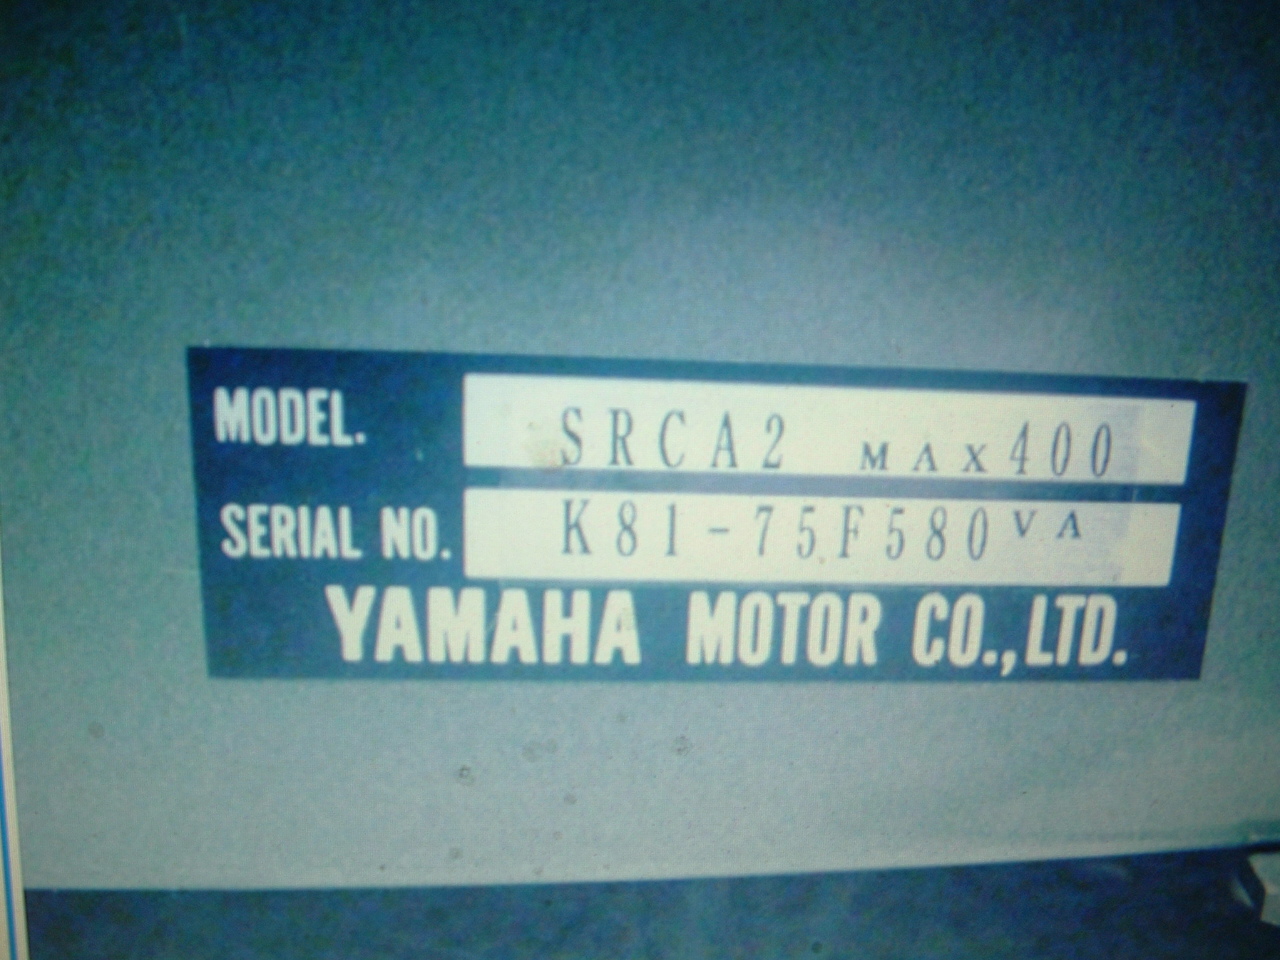 MODEL. SRCA2 MAX400
SERIAL NO. K81-75F580VA
YAMAHA MOTOR CO.,LTD.